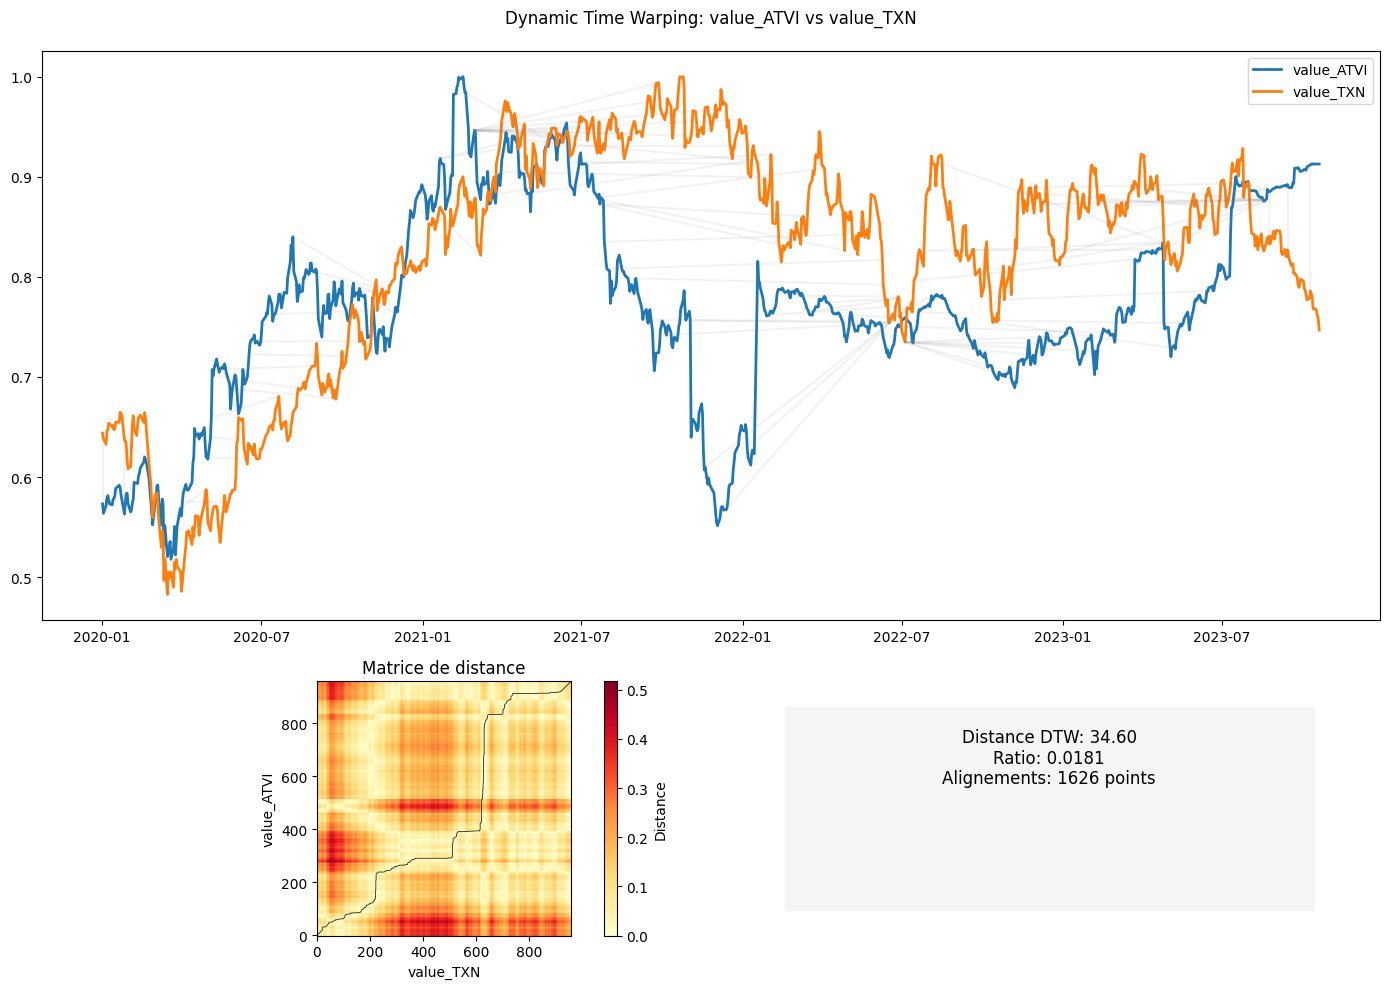 Dynamic Time Warping: value_ATVI vs value_TXN
value_ATVI
value_TXN
1.0
0.9
0.8
0.7
0.6
0.5
2020-01 2020-07 2021-01 2021-07 2022-01 2022-07 2023-01 2023-07
Matrice de distance
value_ATVI
800
600
400
200
0
0 200 400 600 800
value_TXN
0.5
0.4
0.3
0.2
0.1
0.0
Distance
Distance DTW: 34.60
Ratio: 0.0181
Alignements: 1626 points